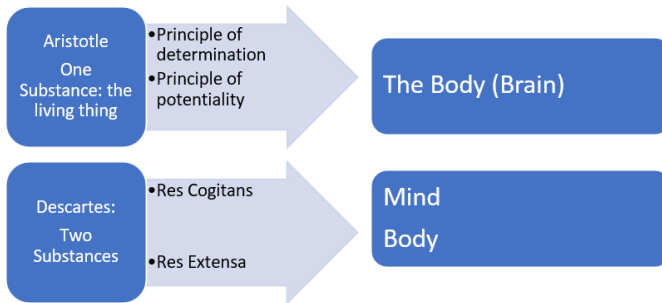 Aristotle
One
Substance: the
living thing
•Principle of
determination
•Principle of
potentiality
The Body (Brain)
Descartes:
Two
Substances
•Res Cogitans
•Res Extensa
Mind
Body